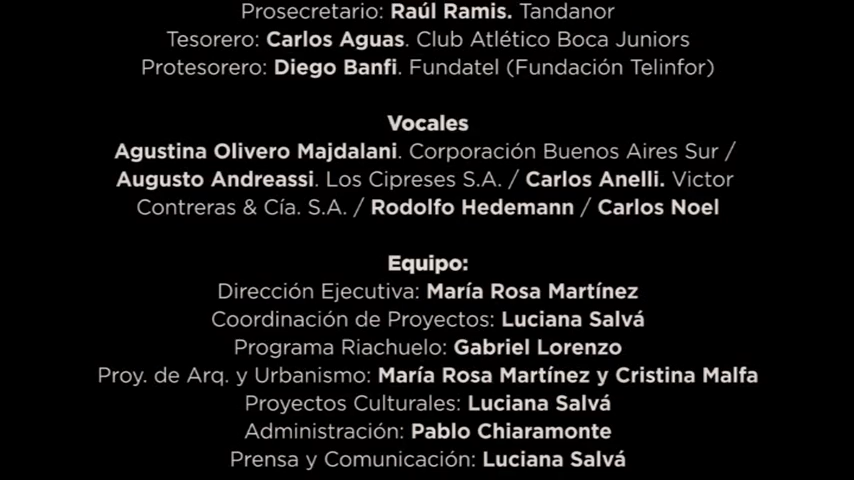 Prosecretario: Raúl Ramis. Tandanor
Tesorero: Carlos Aguas. Club Atlético Boca Juniors
Protesorero: Diego Banfi. Fundatel (Fundación Telinfor)
Vocales
Agustina Olivero Majdalani. Corporación Buenos Aires Sur /
Augusto Andreassi. Los Cipreses S.A. / Carlos Anelli. Victor
Contreras & Cía. S.A. / Rodolfo Hedemann / Carlos Noel
Equipo:
Dirección Ejecutiva: María Rosa Martínez
Coordinación de Proyectos: Luciana Salvá
Programa Riachuelo: Gabriel Lorenzo
Proy. de Arq. y Urbanismo: María Rosa Martínez y Cristina Malfa
Proyectos Culturales: Luciana Salvá
Administración: Pablo Chiaramonte
Prensa y Comunicación: Luciana Salvá